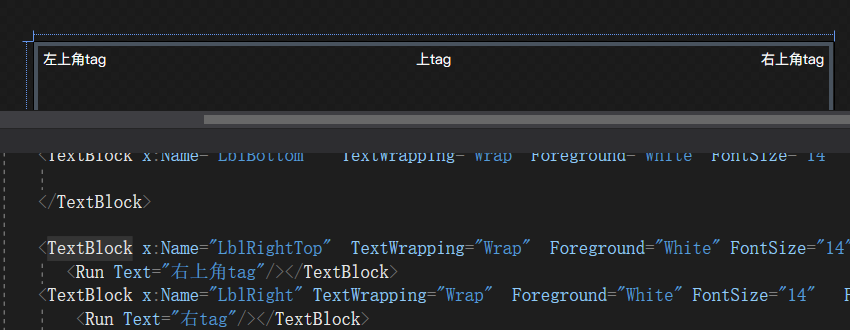 左上角tag 上tag 右上角tag
<TextBlock x:Name="LblBottom    TextWrapping="Wrap  Foreground="White  FontSize="14
</TextBlock>
<TextBlock x:Name="LblRightTop"  TextWrapping="Wrap"  Foreground="White" FontSize="14"
<Run Text="右上角tag"/></TextBlock>
<TextBlock x:Name="LblRight" TextWrapping="Wrap"  Foreground="White" FontSize="14"   F
<Run Text="右tag"/></TextBlock>